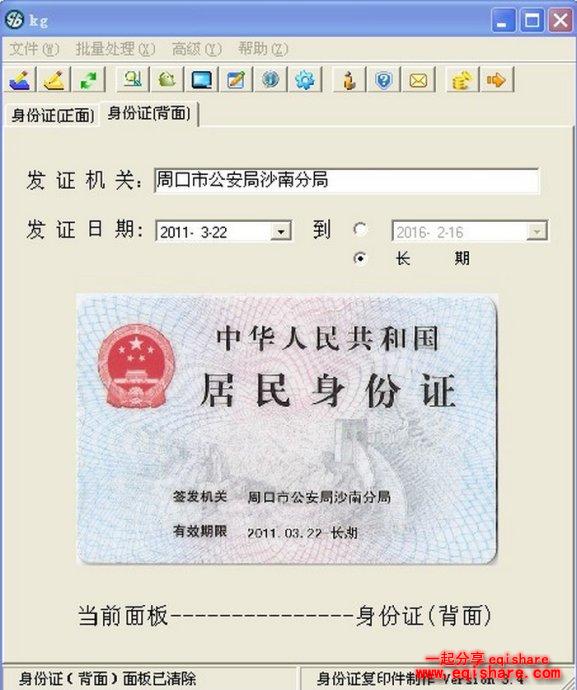 kg
文件(W) 批量处理(X) 高级(Y) 帮助(Z)
身份证(正面) 身份证(背面)
发 证 机 关: 周口市公安局沙南分局
发 证 日 期: 2011- 3-22 到 2016- 2-16
长 期
中华人民共和国
居民身份证
签发机关 周口市公安局沙南分局
有效期限 2011.03.22-长期
当前面板---------------身份证(背面)
一起分享 eqishare
www.eqishare.com
身份证(背面)面板已清除 身份证复印件制作 Version 3.4